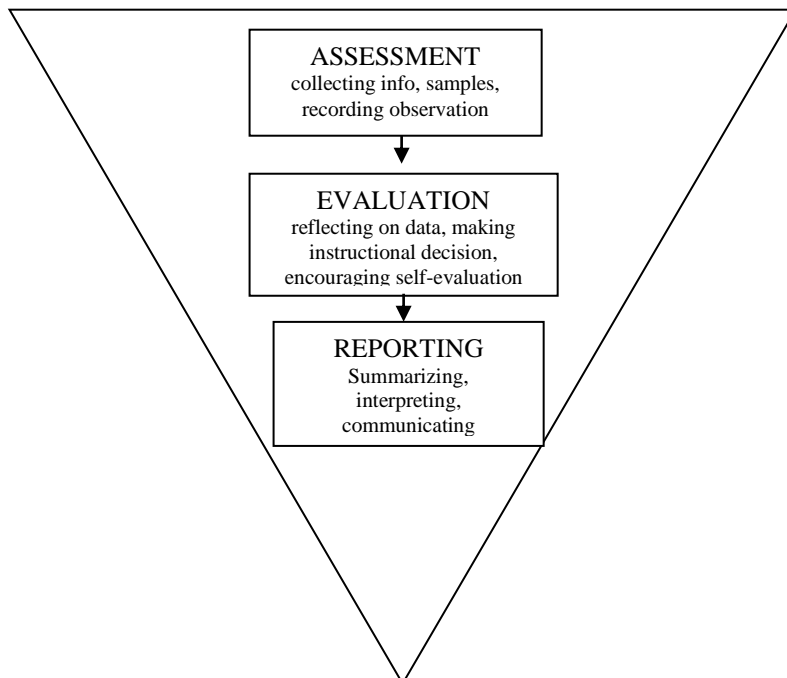 ASSESSMENT
collecting info, samples,
recording observation
EVALUATION
reflecting on data, making
instructional decision,
encouraging self-evaluation
REPORTING
Summarizing,
interpreting,
communicating